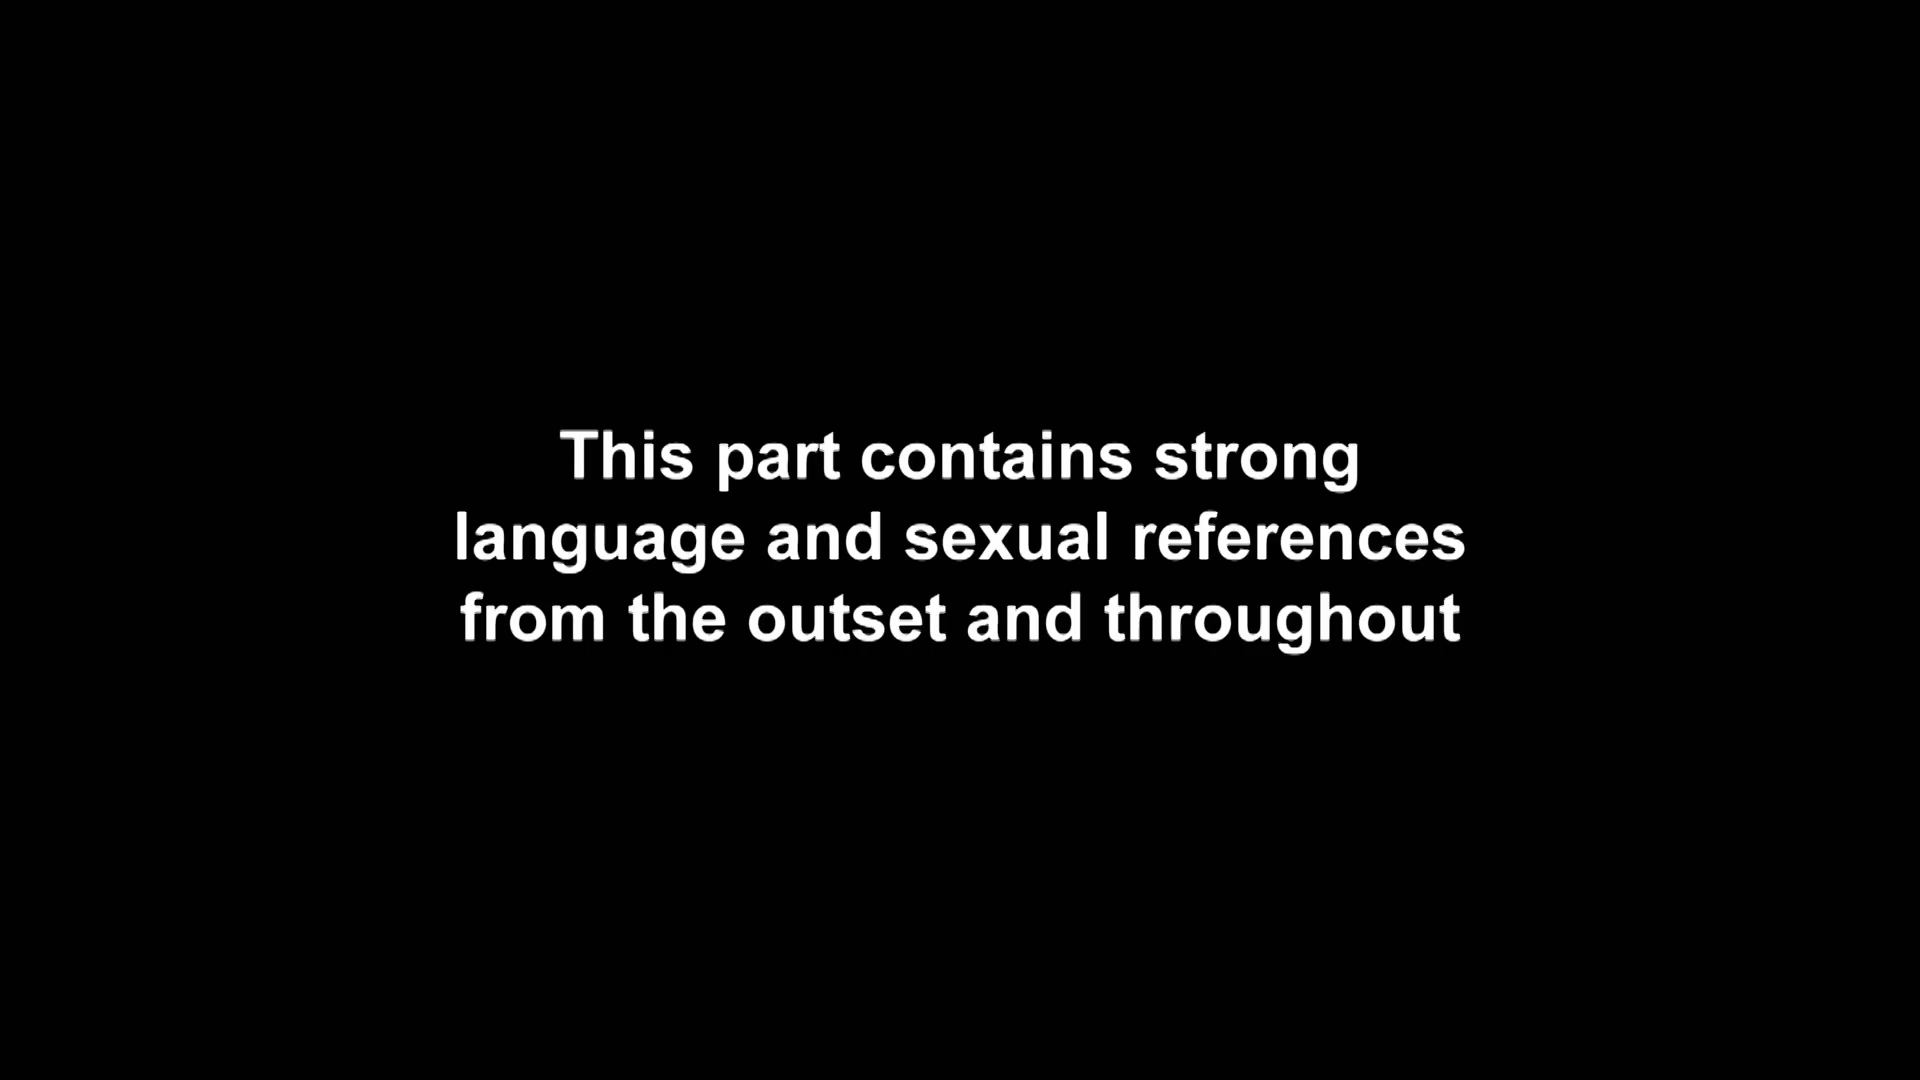 This part contains strong
language and sexual references
from the outset and throughout